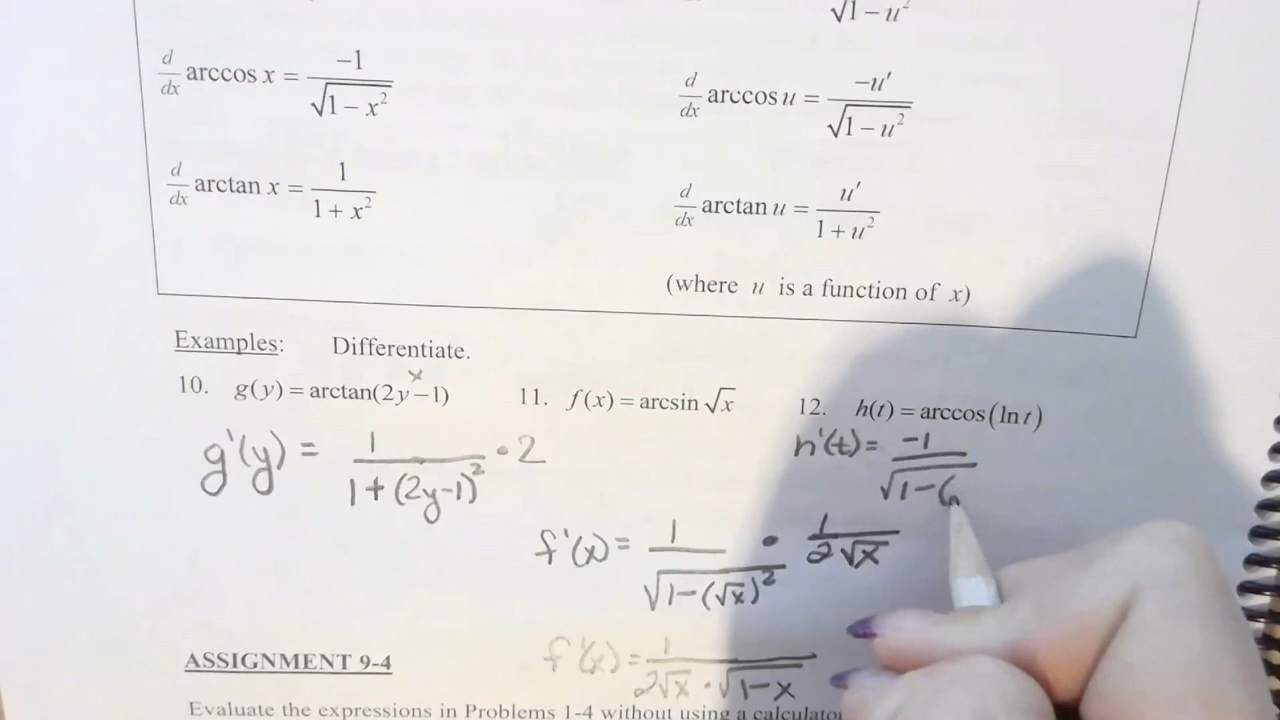 √1 − u²
d/dx arccos x = −1/√(1 − x²)
d/dx arccos u = −u′/√(1 − u²)
d/dx arctan x = 1/(1 + x²)
d/dx arctan u = u′/(1 + u²)
(where u is a function of x)
Examples: Differentiate.
x
10. g(y) = arctan(2y − 1) 11. f(x) = arcsin √x 12. h(t) = arccos(ln t)
g'(y) = 1/(1 + (2y-1)²) • 2
h'(t) = -1/√(1 - (
f'(x) = 1/√(1-(√x)²) • 1/(2√x)
f'(x) = 1/(2√x • √(1-x))
ASSIGNMENT 9-4
Evaluate the expressions in Problems 1-4 without using a calculator